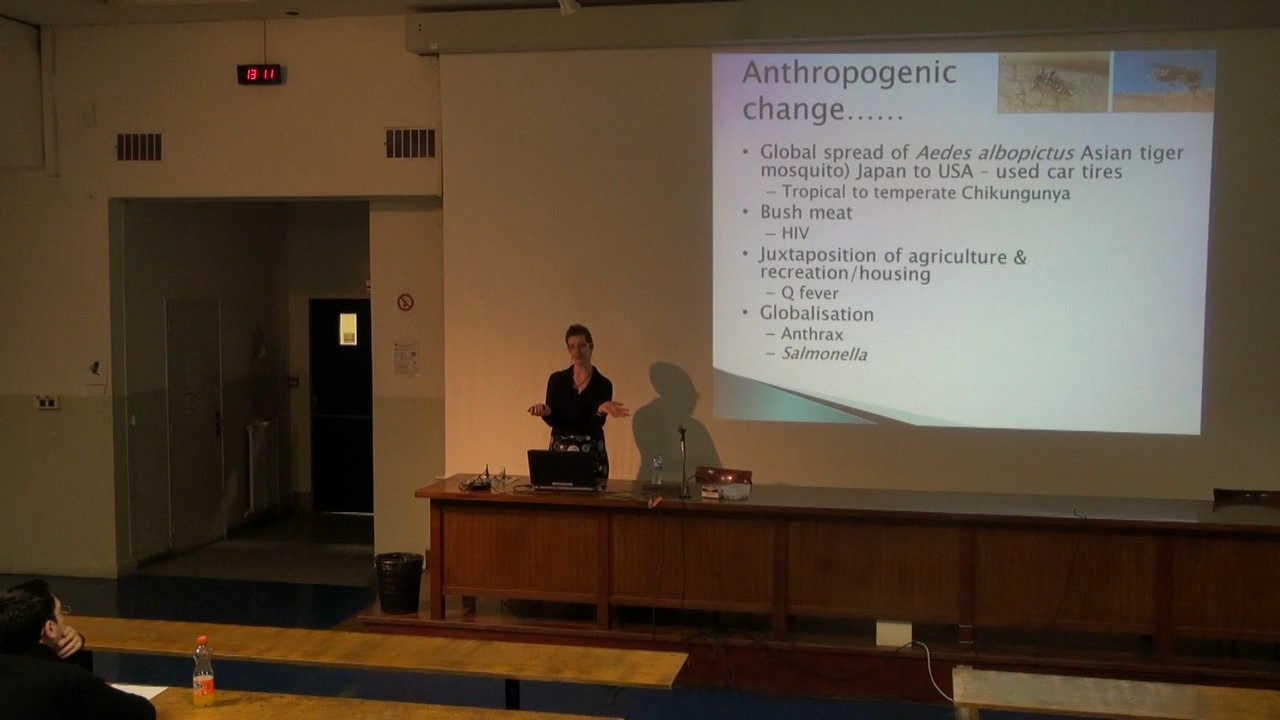 13 11
Anthropogenic
change......
• Global spread of Aedes albopictus Asian tiger
mosquito) Japan to USA – used car tires
– Tropical to temperate Chikungunya
• Bush meat
– HIV
• Juxtaposition of agriculture &
recreation/housing
– Q fever
• Globalisation
– Anthrax
– Salmonella